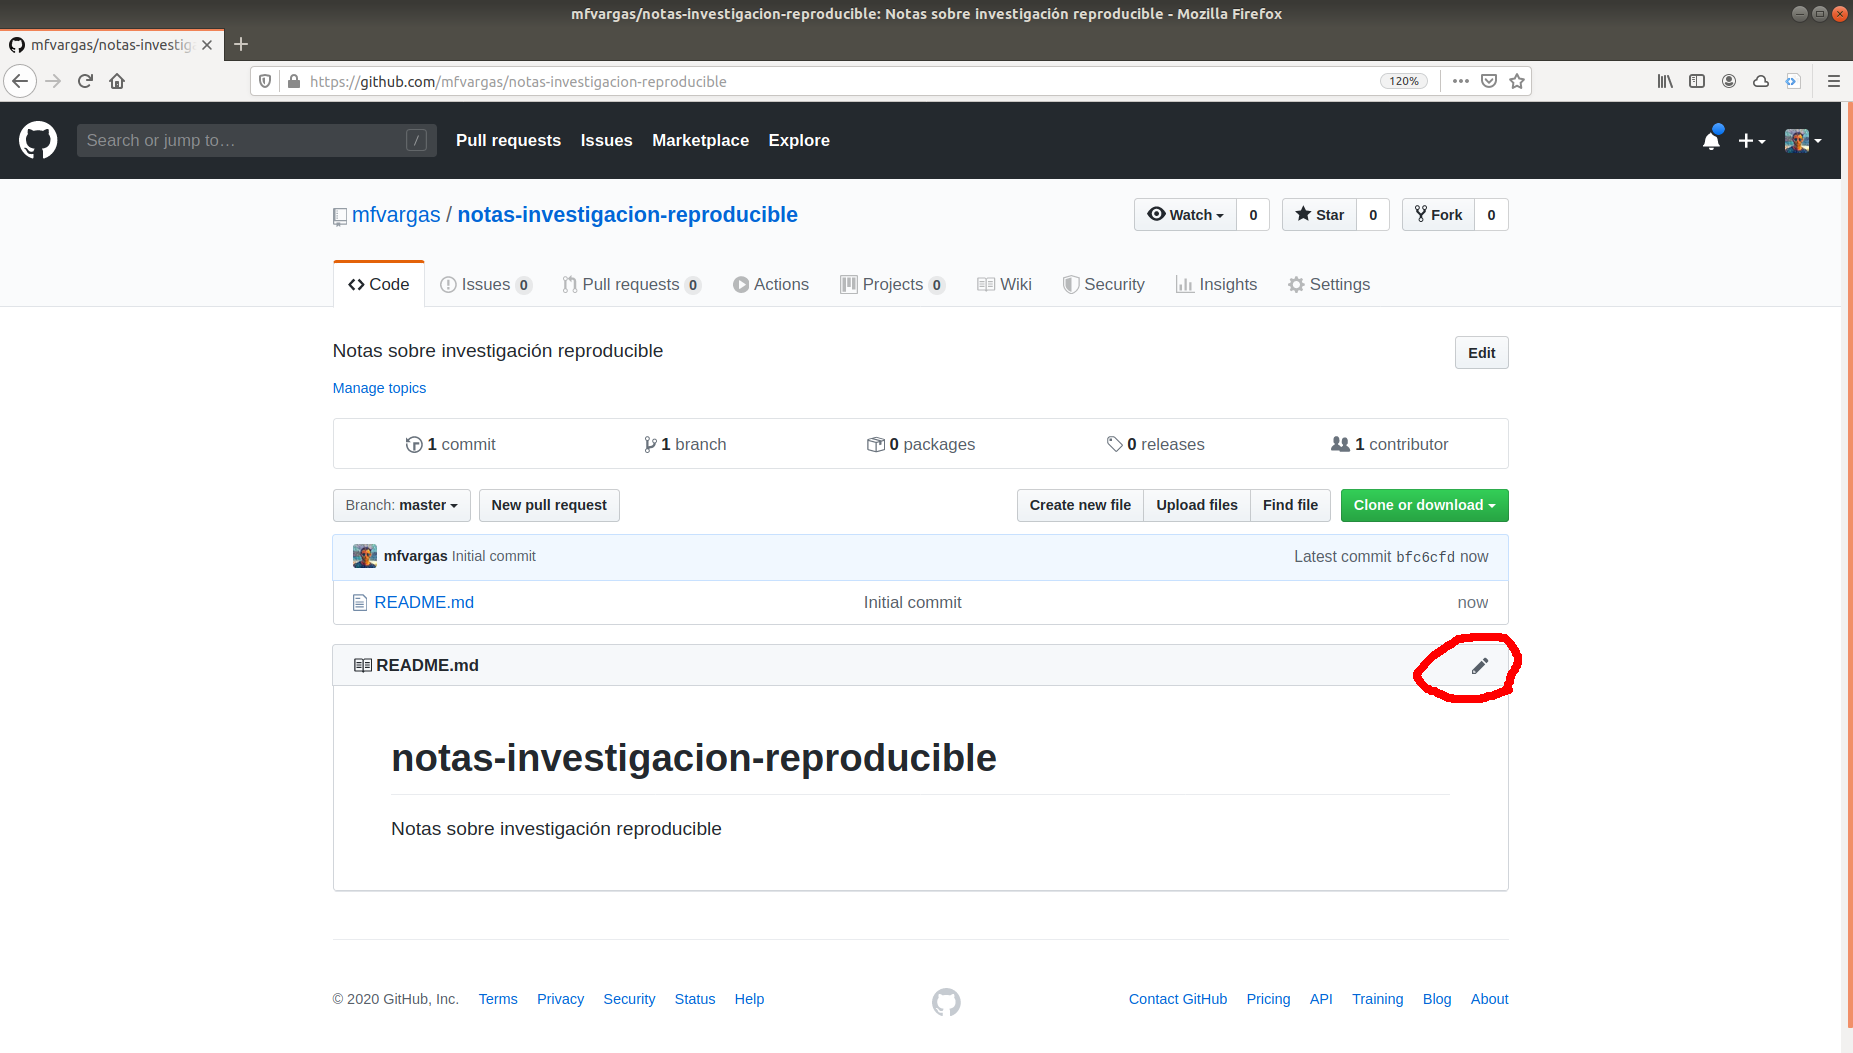 mfvargas/notas-investigacion-reproducible: Notas sobre investigación reproducible - Mozilla Firefox
mfvargas/notas-investiga
https://github.com/mfvargas/notas-investigacion-reproducible 120%
Search or jump to… / Pull requests Issues Marketplace Explore
mfvargas / notas-investigacion-reproducible Watch 0 Star 0 Fork 0
Code Issues 0 Pull requests 0 Actions Projects 0 Wiki Security Insights Settings
Notas sobre investigación reproducible Edit
Manage topics
1 commit 1 branch 0 packages 0 releases 1 contributor
Branch: master New pull request Create new file Upload files Find file Clone or download
mfvargas Initial commit Latest commit bfc6cfd now
README.md Initial commit now
README.md
notas-investigacion-reproducible
Notas sobre investigación reproducible
© 2020 GitHub, Inc. Terms Privacy Security Status Help Contact GitHub Pricing API Training Blog About